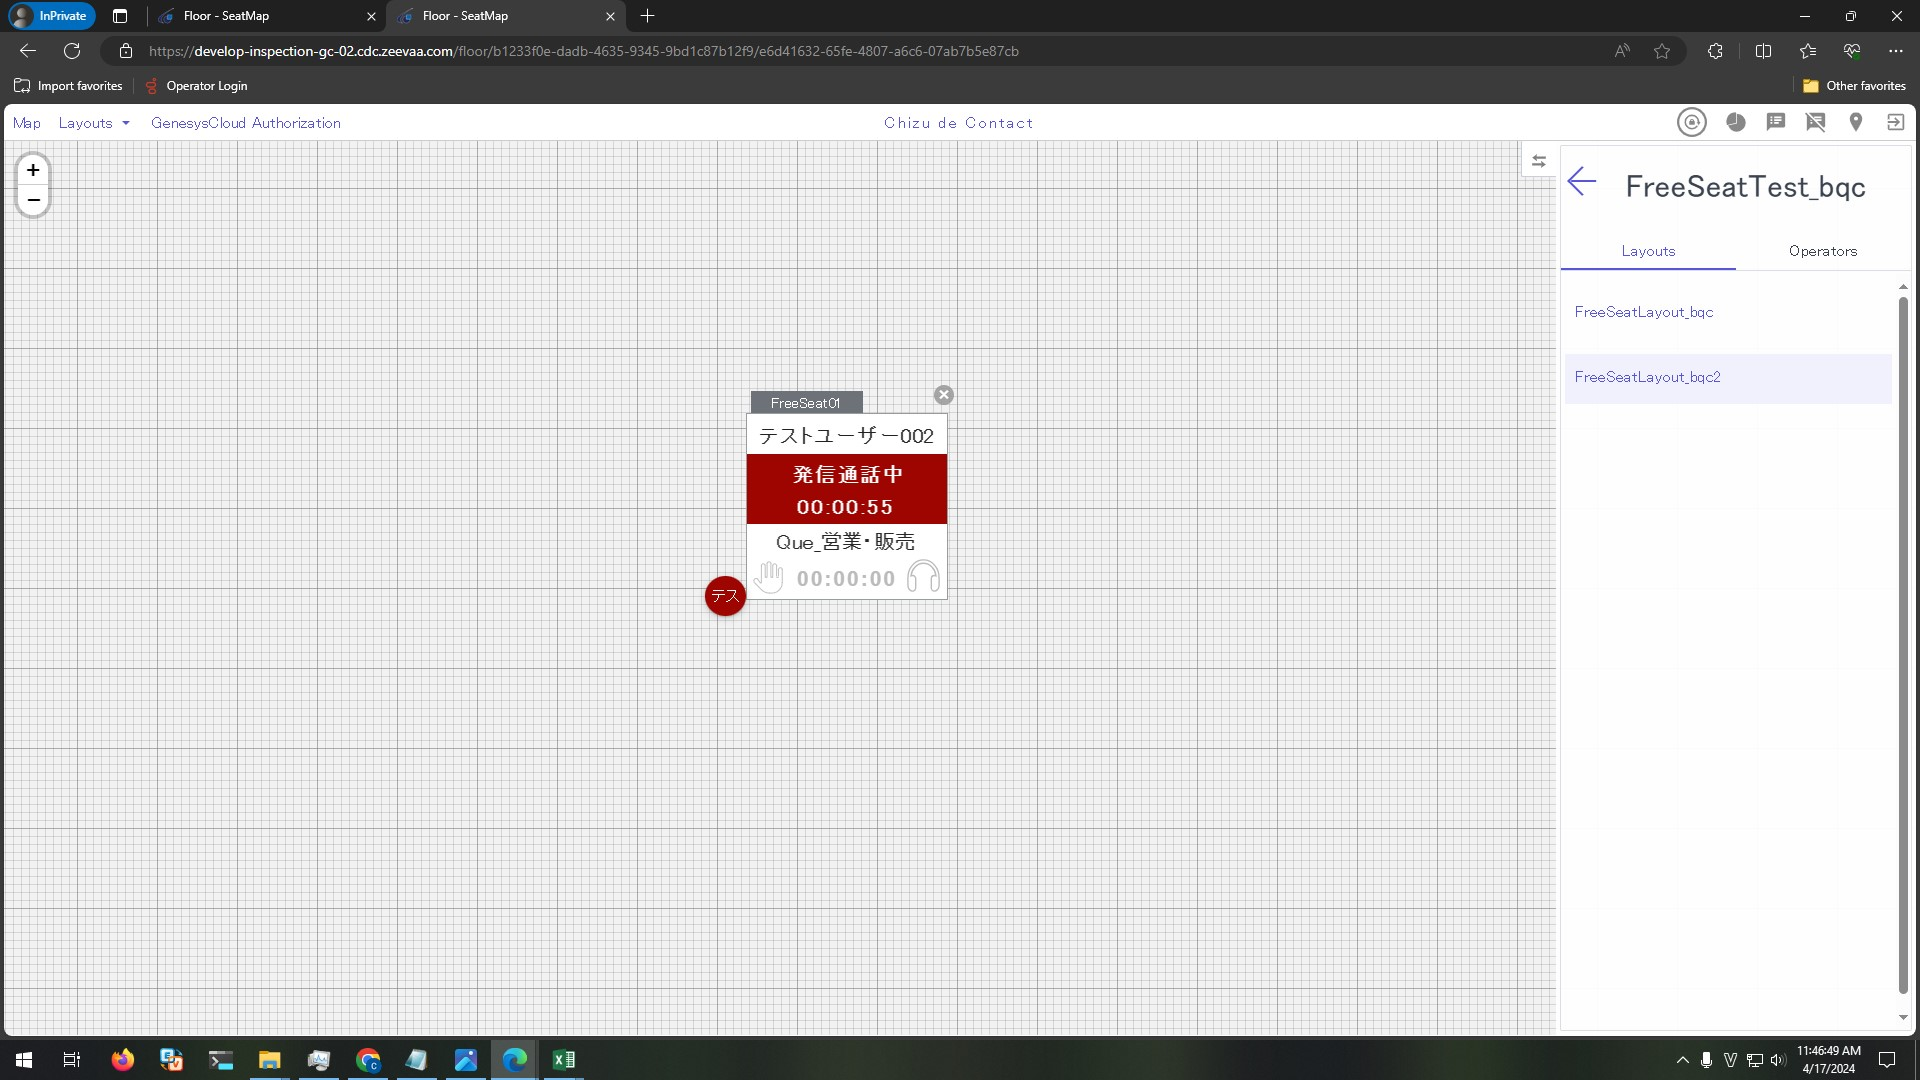 InPrivate
Floor - SeatMap
Floor - SeatMap
https://develop-inspection-gc-02.cdc.zeevaa.com/floor/b1233f0e-dadb-4635-9345-9bd1c87b12f9/e6d41632-65fe-4807-a6c6-07ab7b5e87cb
Import favorites
Operator Login
Other favorites
Map
Layouts
GenesysCloud Authorization
Chizu de Contact
+
−
FreeSeatTest_bqc
Layouts
Operators
FreeSeatLayout_bqc
FreeSeatLayout_bqc2
FreeSeat01
テストユーザー002
発信通話中
00:00:55
Que_営業・販売
00:00:00
テス
11:46:49 AM
4/17/2024